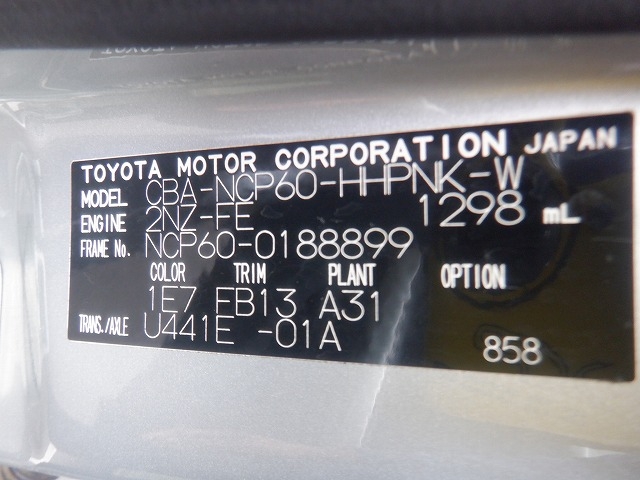 TOYOTA MOTOR CORPORATION JAPAN
MODEL CBA-NCP60-HHPNK-W
ENGINE 2NZ-FE 1298 mL
FRAME No. NCP60-0188899
COLOR TRIM PLANT OPTION
1E7 FB13 A31
TRANS./AXLE U441E -01A
858